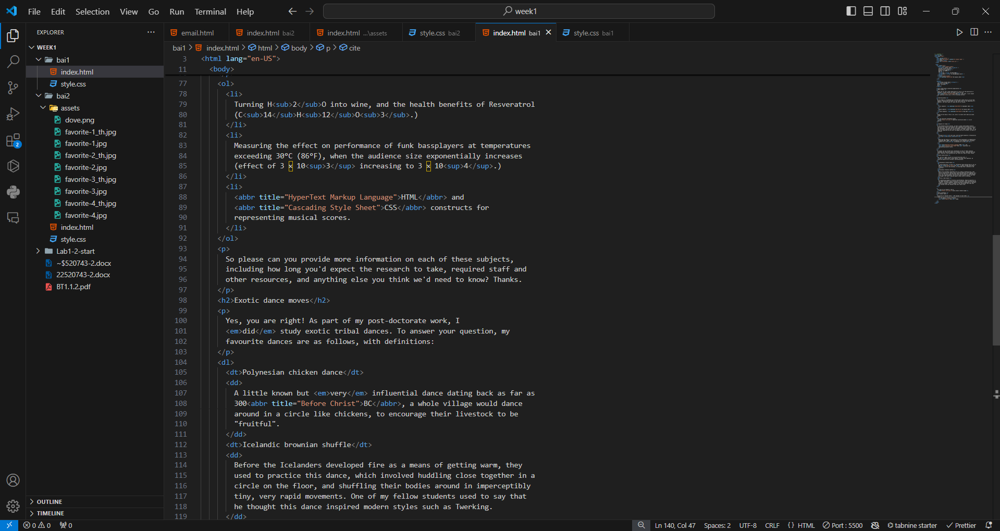 File Edit Selection View Go Run Terminal Help
week1
EXPLORER
WEEK1
bai1
index.html
style.css
bai2
assets
dove.png
favorite-1_th.jpg
favorite-1.jpg
favorite-2_th.jpg
favorite-2.jpg
favorite-3_th.jpg
favorite-3.jpg
favorite-4_th.jpg
favorite-4.jpg
index.html
style.css
Lab1-2-start
~$520743-2.docx
22520743-2.docx
BT1.1.2.pdf
OUTLINE
TIMELINE
2
email.html
index.html bai2
index.html ...\assets
style.css bai2
index.html bai1
style.css bai1
bai1 > index.html > html > body > p > cite
3 <html lang="en-US">
11 <body>
77 <ol>
78 <li>
79 Turning H<sub>2</sub>O into wine, and the health benefits of Resveratrol
80 (C<sub>14</sub>H<sub>12</sub>O<sub>3</sub>.)
81 </li>
82 <li>
83 Measuring the effect on performance of funk bassplayers at temperatures
84 exceeding 30°C (86°F), when the audience size exponentially increases
85 (effect of 3 × 10<sup>3</sup> increasing to 3 × 10<sup>4</sup>.)
86 </li>
87 <li>
88 <abbr title="HyperText Markup Language">HTML</abbr> and
89 <abbr title="Cascading Style Sheet">CSS</abbr> constructs for
90 representing musical scores.
91 </li>
92 </ol>
93 <p>
94 So please can you provide more information on each of these subjects,
95 including how long you'd expect the research to take, required staff and
96 other resources, and anything else you think we'd need to know? Thanks.
97 </p>
98 <h2>Exotic dance moves</h2>
99 <p>
100 Yes, you are right! As part of my post-doctorate work, I
101 <em>did</em> study exotic tribal dances. To answer your question, my
102 favourite dances are as follows, with definitions:
103 </p>
104 <dl>
105 <dt>Polynesian chicken dance</dt>
106 <dd>
107 A little known but <em>very</em> influential dance dating back as far as
108 300<abbr title="Before Christ">BC</abbr>, a whole village would dance
109 around in a circle like chickens, to encourage their livestock to be
110 "fruitful".
111 </dd>
112 <dt>Icelandic brownian shuffle</dt>
113 <dd>
114 Before the Icelanders developed fire as a means of getting warm, they
115 used to practice this dance, which involved huddling close together in a
116 circle on the floor, and shuffling their bodies around in imperceptibly
117 tiny, very rapid movements. One of my fellow students used to say that
118 he thought this dance inspired modern styles such as Twerking.
119 </dd>
0 0 0 Ln 140, Col 47 Spaces: 2 UTF-8 CRLF {} HTML Port : 5500 tabnine starter Prettier